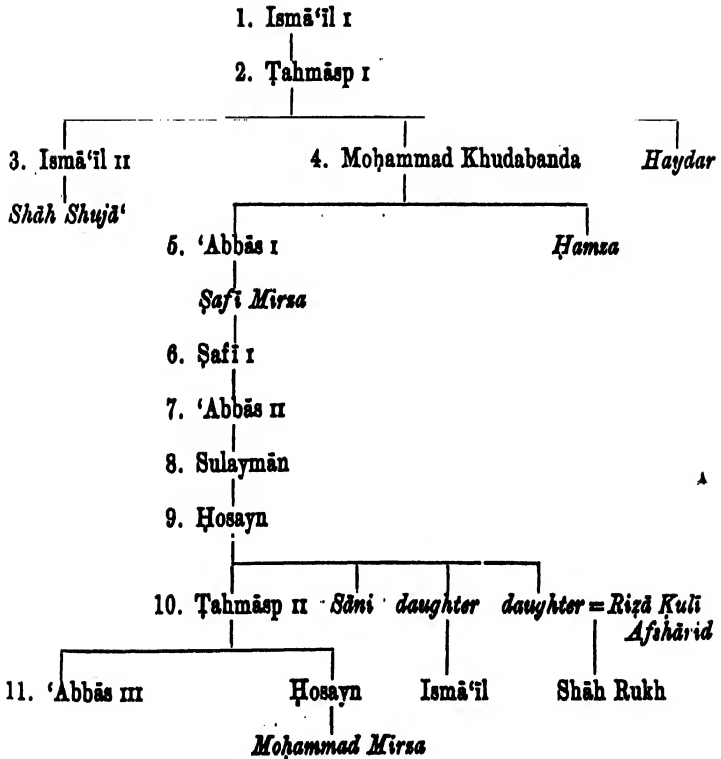 1. Ismā‘īl I
2. Ṭahmāsp I
3. Ismā‘īl II 4. Moḥammad Khudabanda Haydar
Shāh Shujā‘
5. ‘Abbās I Ḥamza
Ṣafī Mirza
6. Ṣafī I
7. ‘Abbās II
8. Sulaymān
9. Ḥosayn
10. Ṭahmāsp II Sāni daughter daughter = Riẓā Ḳulī
Afshārid
11. ‘Abbās III Ḥosayn Ismā‘īl Shāh Rukh
Moḥammad Mirza